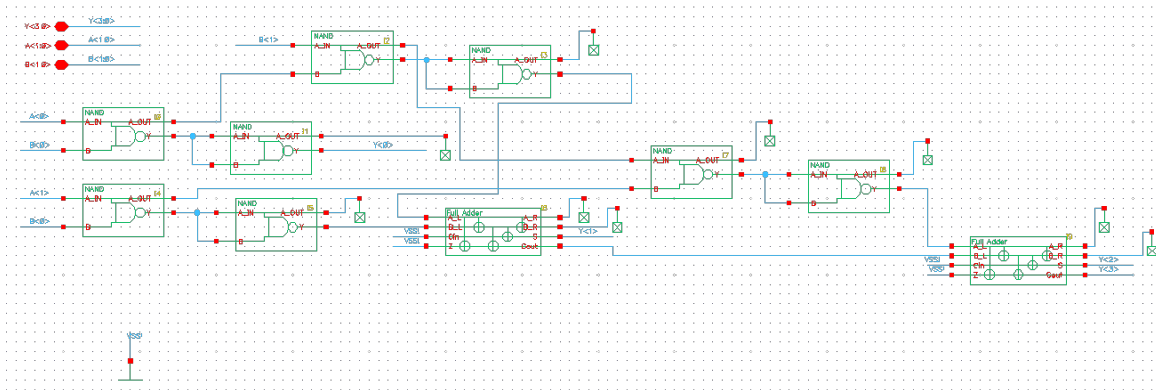 Y<3:0> Y<3:0>
A<1:0> A<1:0>
B<1:0> B<1:0>
B<1> NAND A_IN A_OUT B Y
NAND I3 A_IN A_OUT B Y
A<0> B<0> NAND A_IN A_OUT B Y
NAND I1 A_IN A_OUT B Y Y<0>
NAND A_IN A_OUT B Y
NAND A_IN A_OUT B Y
A<1> B<0> NAND I4 A_IN A_OUT B Y
NAND A_IN A_OUT B Y
Full Adder
A_L A_R
B_L B_R
VSS! Cin S Y<1>
VSS! Z Cout
Full Adder
A_L A_R
B_L B_R
VSS! Cin S Y<2>
VSS! Z Cout Y<3>
VSS!